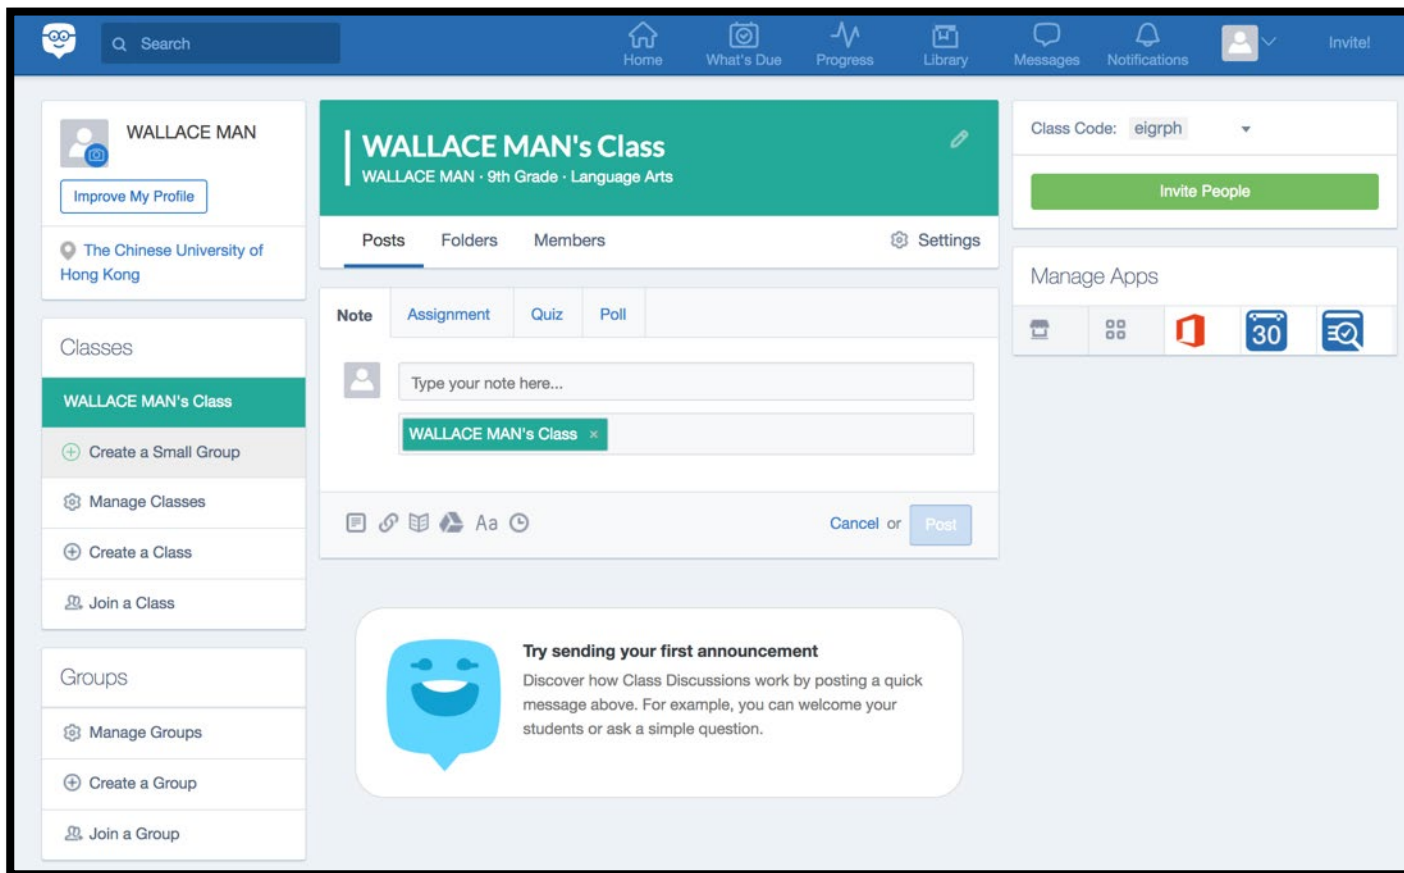 Search
Home
What's Due
Progress
Library
Messages
Notifications
Invite!
WALLACE MAN
Improve My Profile
The Chinese University of
Hong Kong
Classes
WALLACE MAN's Class
Create a Small Group
Manage Classes
Create a Class
Join a Class
Groups
Manage Groups
Create a Group
Join a Group
WALLACE MAN's Class
WALLACE MAN · 9th Grade · Language Arts
Posts Folders Members Settings
Note Assignment Quiz Poll
Type your note here...
WALLACE MAN's Class ×
Aa Cancel or Post
Try sending your first announcement
Discover how Class Discussions work by posting a quick
message above. For example, you can welcome your
students or ask a simple question.
Class Code: eigrph
Invite People
Manage Apps
30